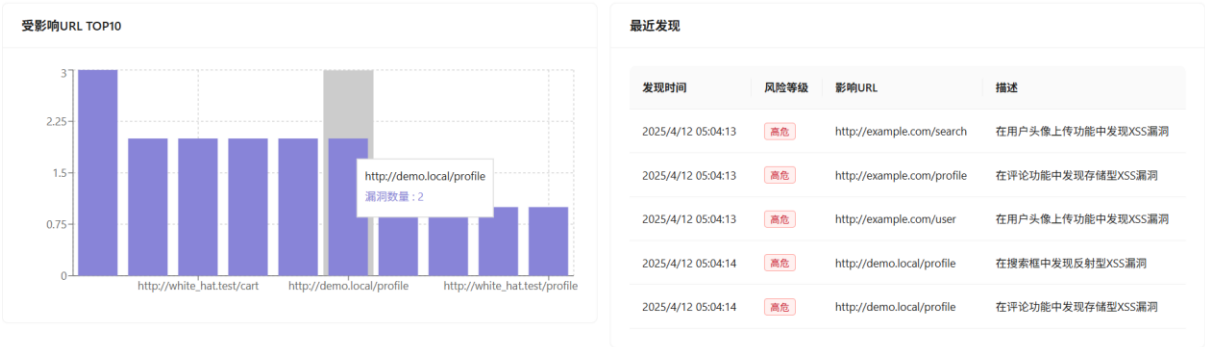 受影响URL TOP10
3
2.25
1.5
0.75
0
http://demo.local/profile
漏洞数量 : 2
http://white_hat.test/cart
http://demo.local/profile
http://white_hat.test/profile
最近发现
发现时间 风险等级 影响URL 描述
2025/4/12 05:04:13 高危 http://example.com/search 在用户头像上传功能中发现XSS漏洞
2025/4/12 05:04:13 高危 http://example.com/profile 在评论功能中发现存储型XSS漏洞
2025/4/12 05:04:13 高危 http://example.com/user 在用户头像上传功能中发现XSS漏洞
2025/4/12 05:04:14 高危 http://demo.local/profile 在搜索框中发现反射型XSS漏洞
2025/4/12 05:04:14 高危 http://demo.local/profile 在评论功能中发现存储型XSS漏洞